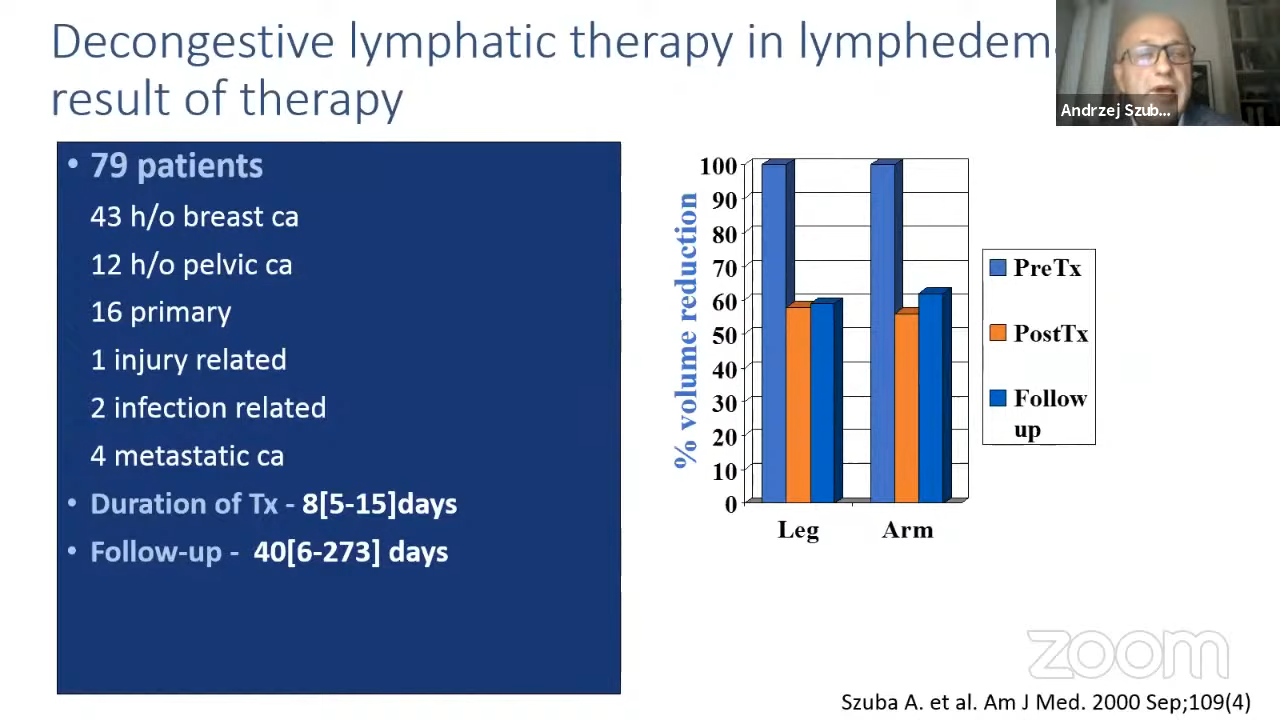 Decongestive lymphatic therapy in lymphedem
result of therapy
Andrzej Szub...
• 79 patients
43 h/o breast ca
12 h/o pelvic ca
16 primary
1 injury related
2 infection related
4 metastatic ca
• Duration of Tx - 8[5-15]days
• Follow-up - 40[6-273] days
% volume reduction
100
90
80
70
60
50
40
30
20
10
0
Leg
Arm
PreTx
PostTx
Follow
up
zoom
Szuba A. et al. Am J Med. 2000 Sep;109(4)